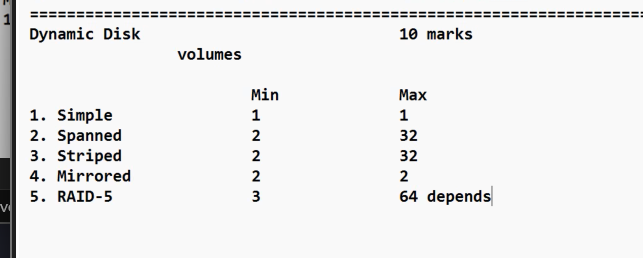 ================================================================================
Dynamic Disk 10 marks
volumes
Min Max
1. Simple 1 1
2. Spanned 2 32
3. Striped 2 32
4. Mirrored 2 2
5. RAID-5 3 64 depends